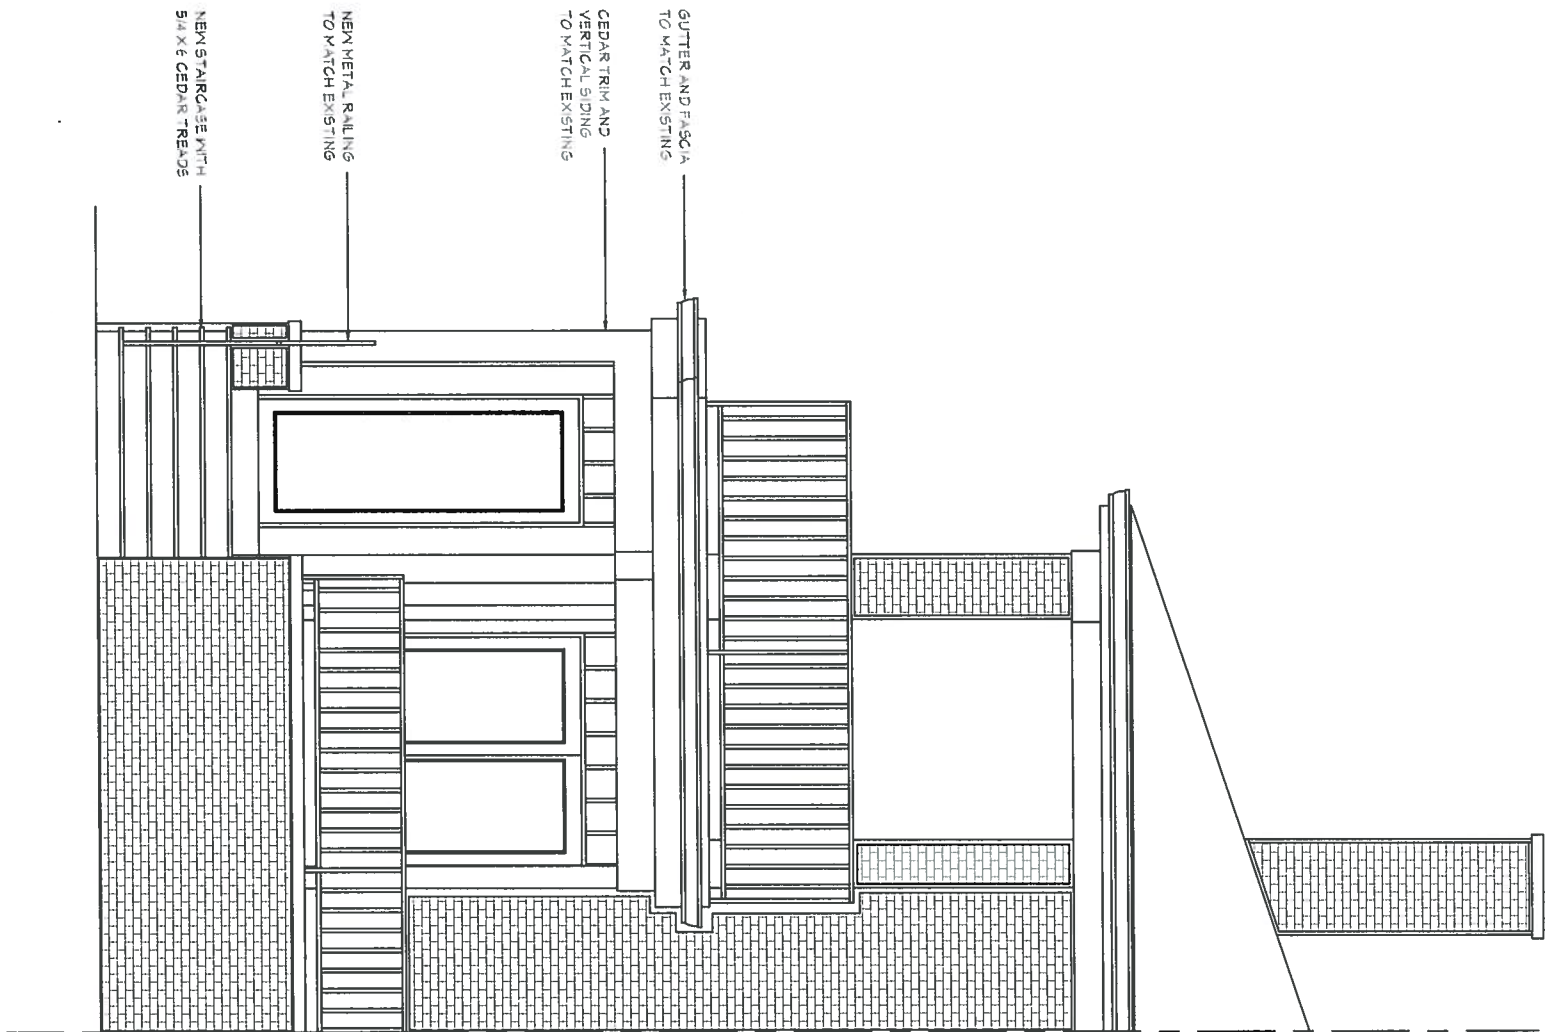 GUTTER AND FASCIA
TO MATCH EXISTING
CEDAR TRIM AND
VERTICAL SIDING
TO MATCH EXISTING
NEW METAL RAILING
TO MATCH EXISTING
NEW STAIRCASE WITH
5/4 X 6 CEDAR TREADS